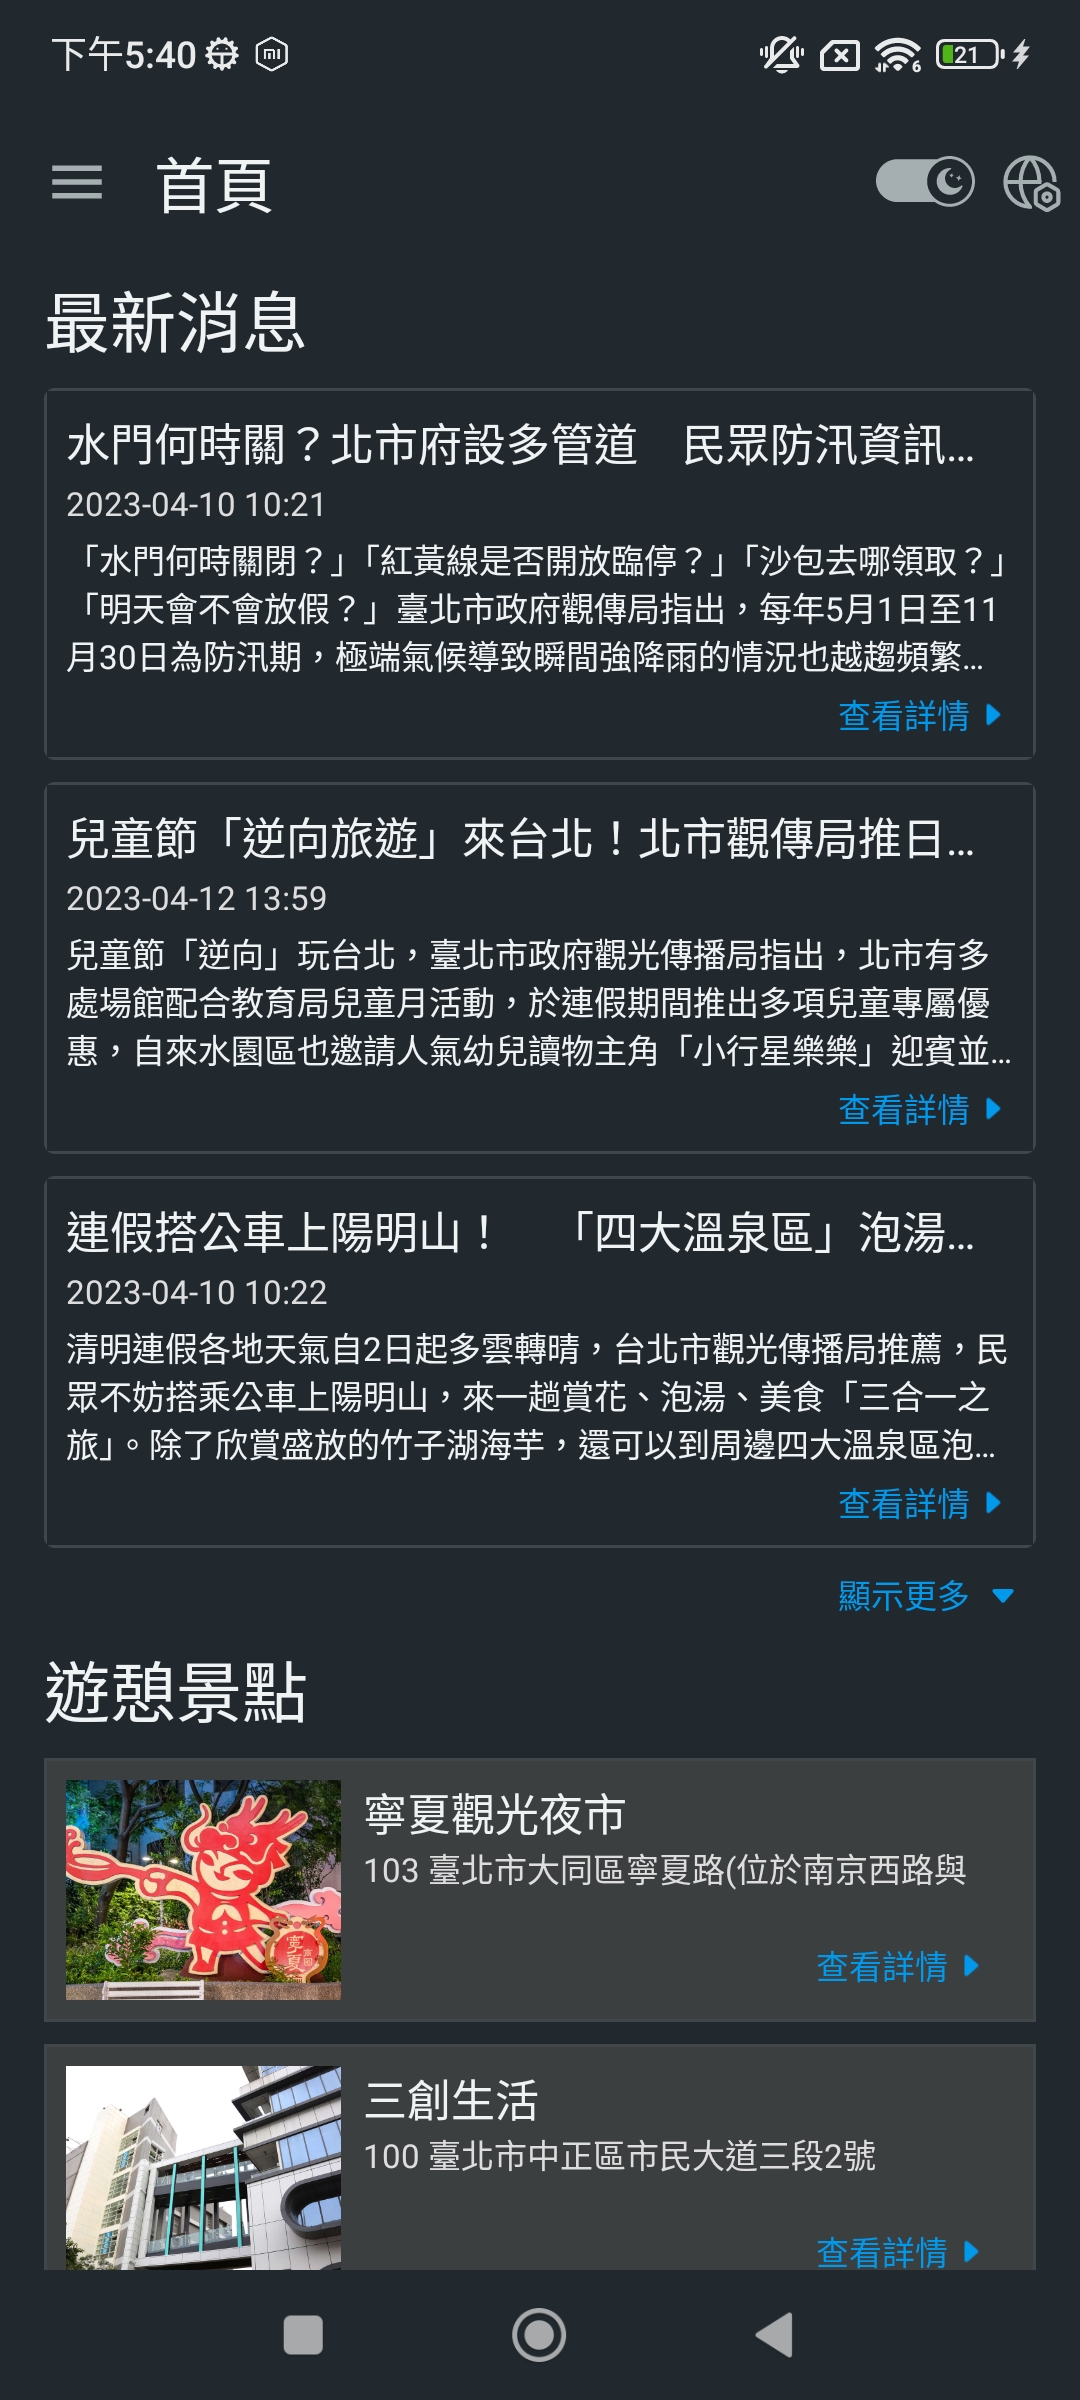 下午5:40
21
首頁
最新消息
水門何時關？北市府設多管道　民眾防汛資訊…
2023-04-10 10:21
「水門何時關閉？」「紅黃線是否開放臨停？」「沙包去哪領取？」
「明天會不會放假？」臺北市政府觀傳局指出，每年5月1日至11
月30日為防汛期，極端氣候導致瞬間強降雨的情況也越趨頻繁…
查看詳情
兒童節「逆向旅遊」來台北！北市觀傳局推日…
2023-04-12 13:59
兒童節「逆向」玩台北，臺北市政府觀光傳播局指出，北市有多
處場館配合教育局兒童月活動，於連假期間推出多項兒童專屬優
惠，自來水園區也邀請人氣幼兒讀物主角「小行星樂樂」迎賓並…
查看詳情
連假搭公車上陽明山！　「四大溫泉區」泡湯…
2023-04-10 10:22
清明連假各地天氣自2日起多雲轉晴，台北市觀光傳播局推薦，民
眾不妨搭乘公車上陽明山，來一趟賞花、泡湯、美食「三合一之
旅」。除了欣賞盛放的竹子湖海芋，還可以到周邊四大溫泉區泡…
查看詳情
顯示更多
遊憩景點
寧夏觀光夜市
103 臺北市大同區寧夏路(位於南京西路與
查看詳情
三創生活
100 臺北市中正區市民大道三段2號
查看詳情